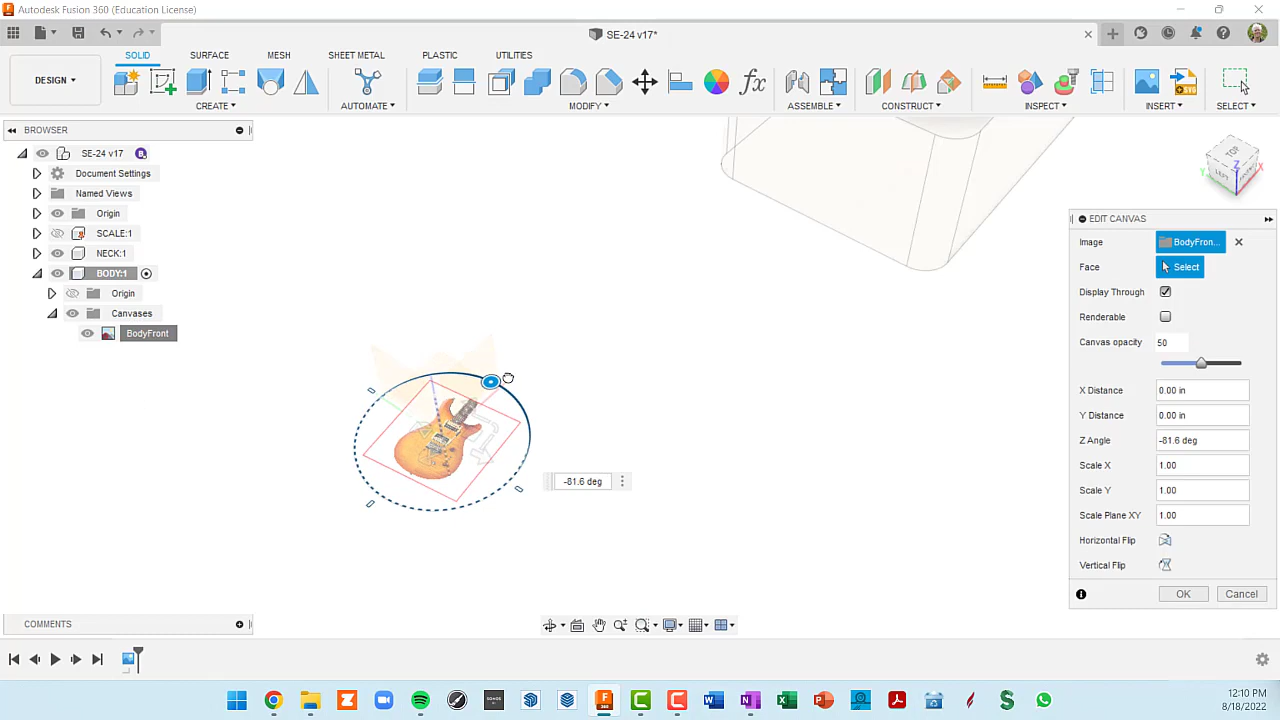 Autodesk Fusion 360 (Education License)
SE-24 v17*
DESIGN
SOLID
SURFACE
MESH
SHEET METAL
PLASTIC
UTILITIES
CREATE
AUTOMATE
MODIFY
fx
ASSEMBLE
CONSTRUCT
INSPECT
INSERT
SELECT
BROWSER
SE-24 v17
Document Settings
Named Views
Origin
SCALE:1
NECK:1
BODY:1
Origin
Canvases
BodyFront
TOP
LEFT
X
Y
Z
EDIT CANVAS
Image BodyFron...
Face Select
Display Through
Renderable
Canvas opacity 50
X Distance 0.00 in
Y Distance 0.00 in
Z Angle -81.6 deg
Scale X 1.00
Scale Y 1.00
Scale Plane XY 1.00
Horizontal Flip
Vertical Flip
OK Cancel
-81.6 deg
COMMENTS
12:10 PM
8/18/2022